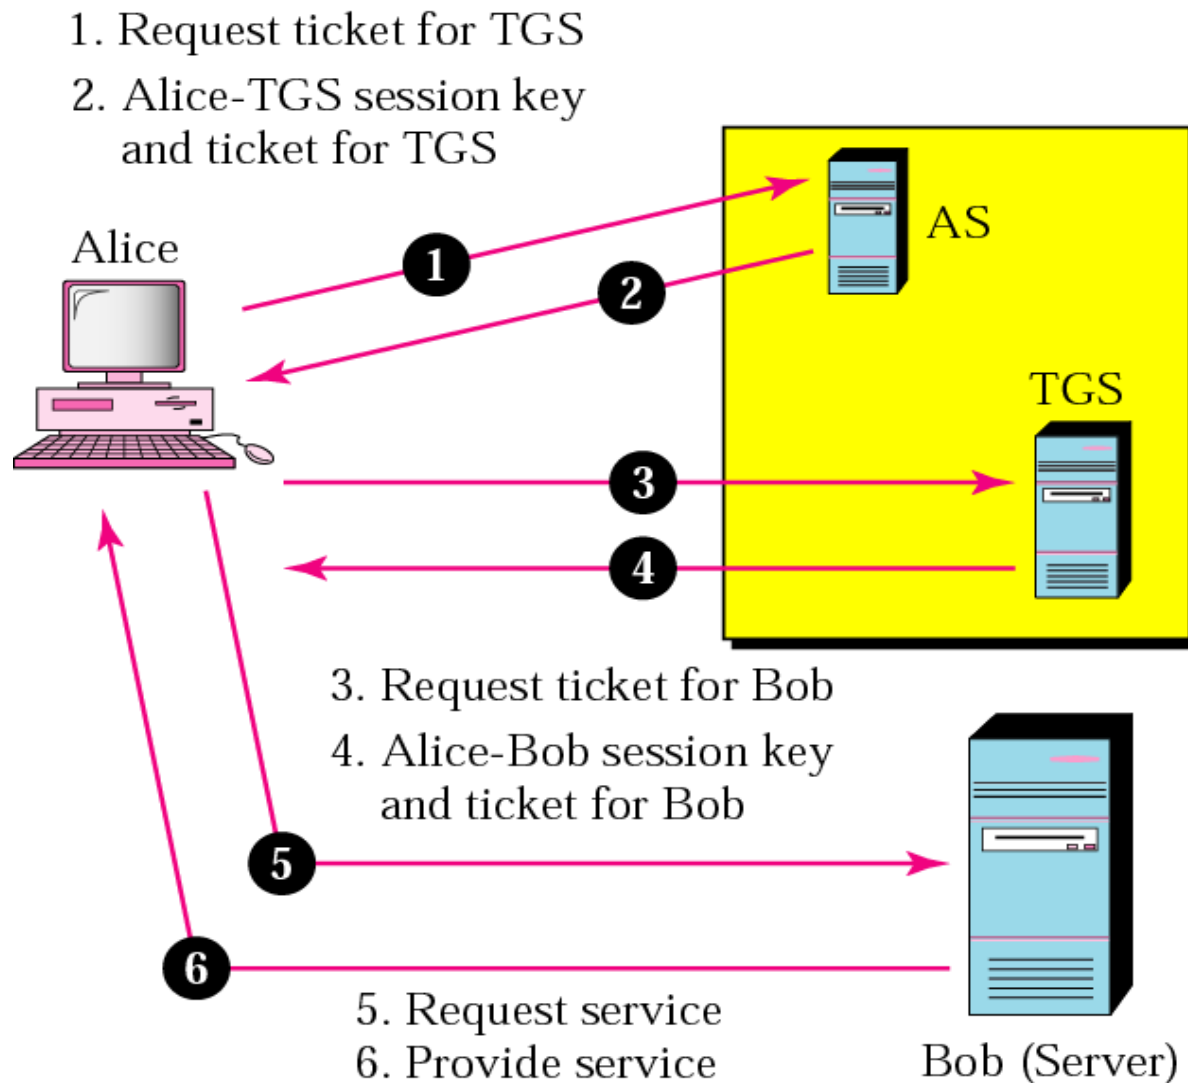 1. Request ticket for TGS
2. Alice-TGS session key
and ticket for TGS
Alice
AS
1
2
TGS
3
4
3. Request ticket for Bob
4. Alice-Bob session key
and ticket for Bob
5
6
5. Request service
6. Provide service
Bob (Server)